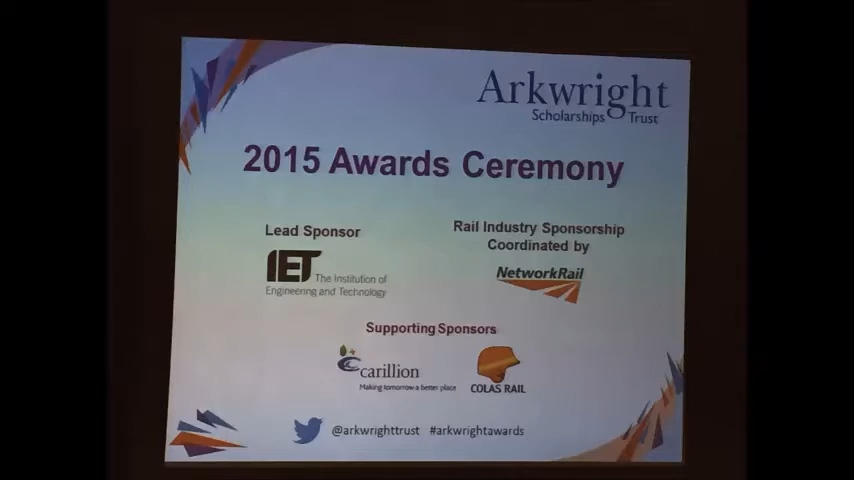 Arkwright
Scholarships Trust
2015 Awards Ceremony
Lead Sponsor
IET The Institution of
Engineering and Technology
Rail Industry Sponsorship
Coordinated by
NetworkRail
Supporting Sponsors
carillion
Making tomorrow a better place
COLAS RAIL
@arkwrighttrust #arkwrightawards